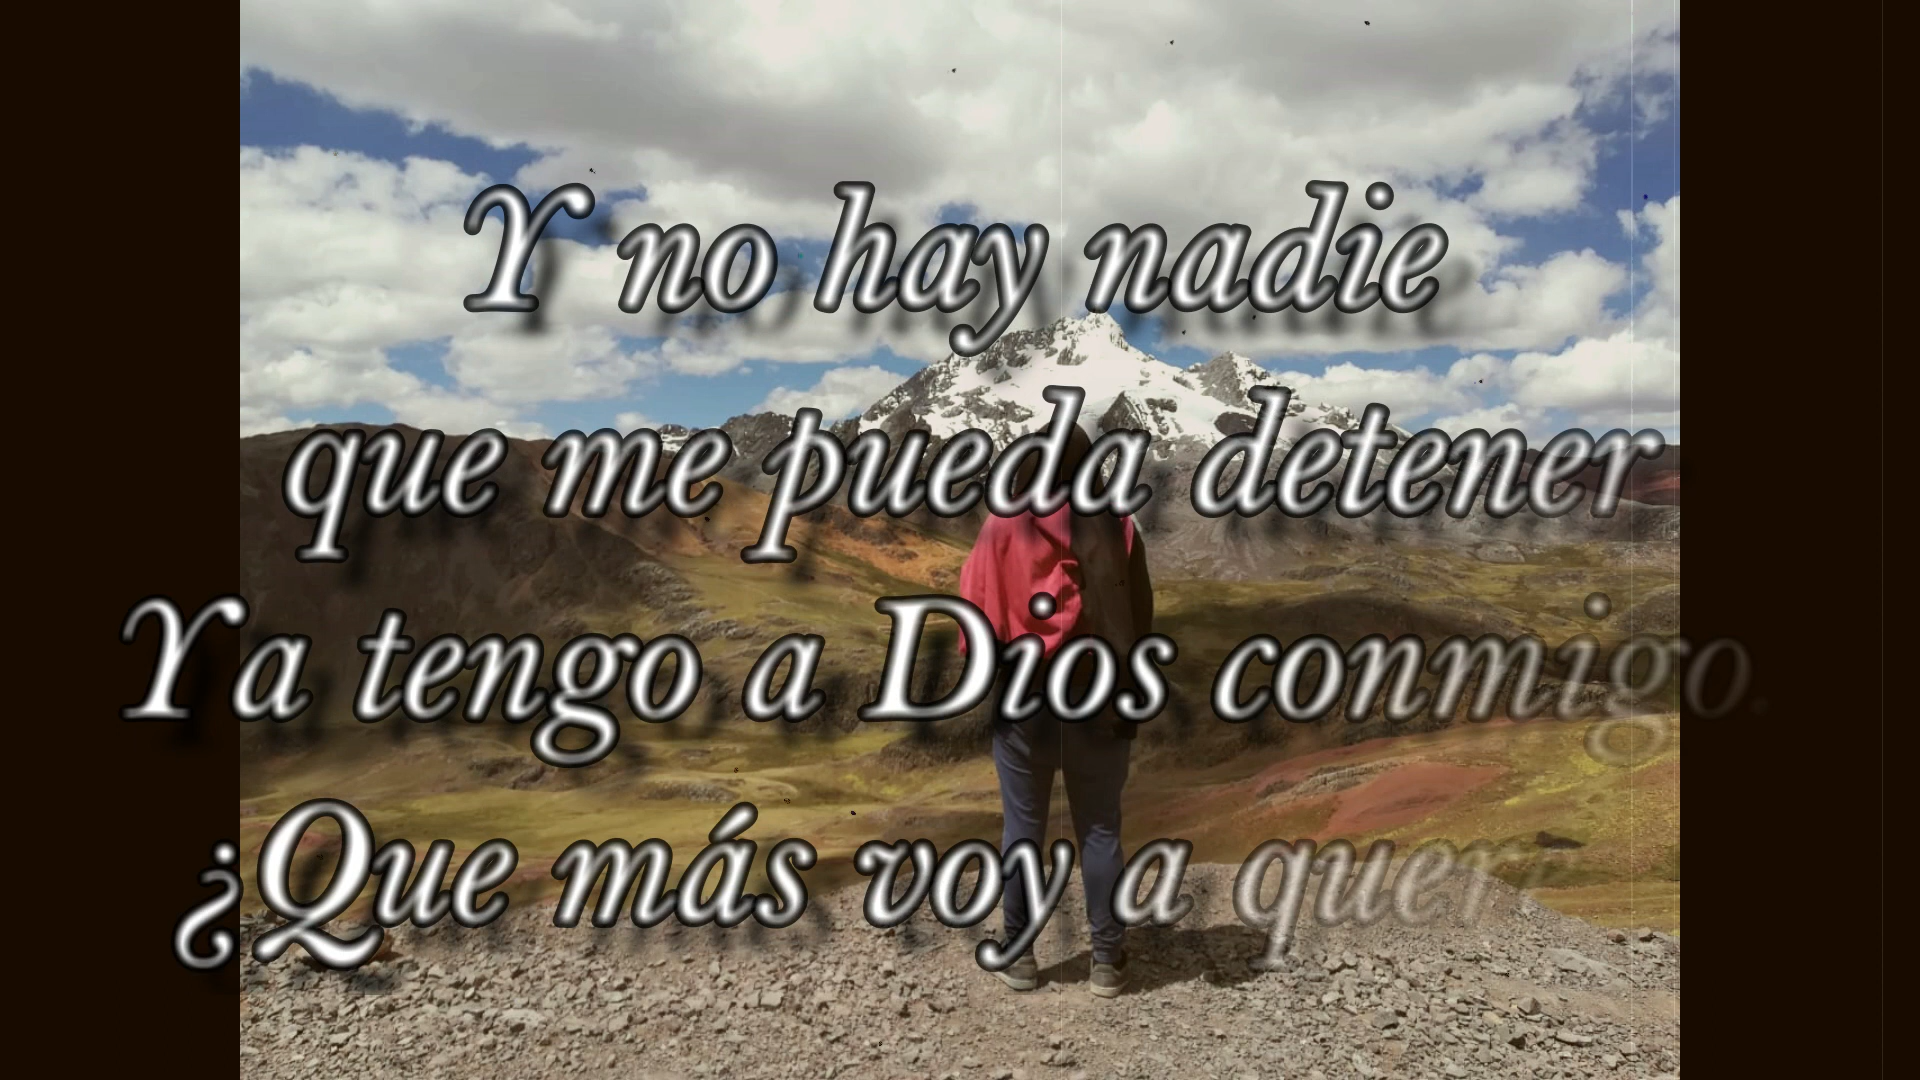 Y no hay nadie
que me pueda detener
Ya tengo a Dios conmigo.
¿Que más voy a